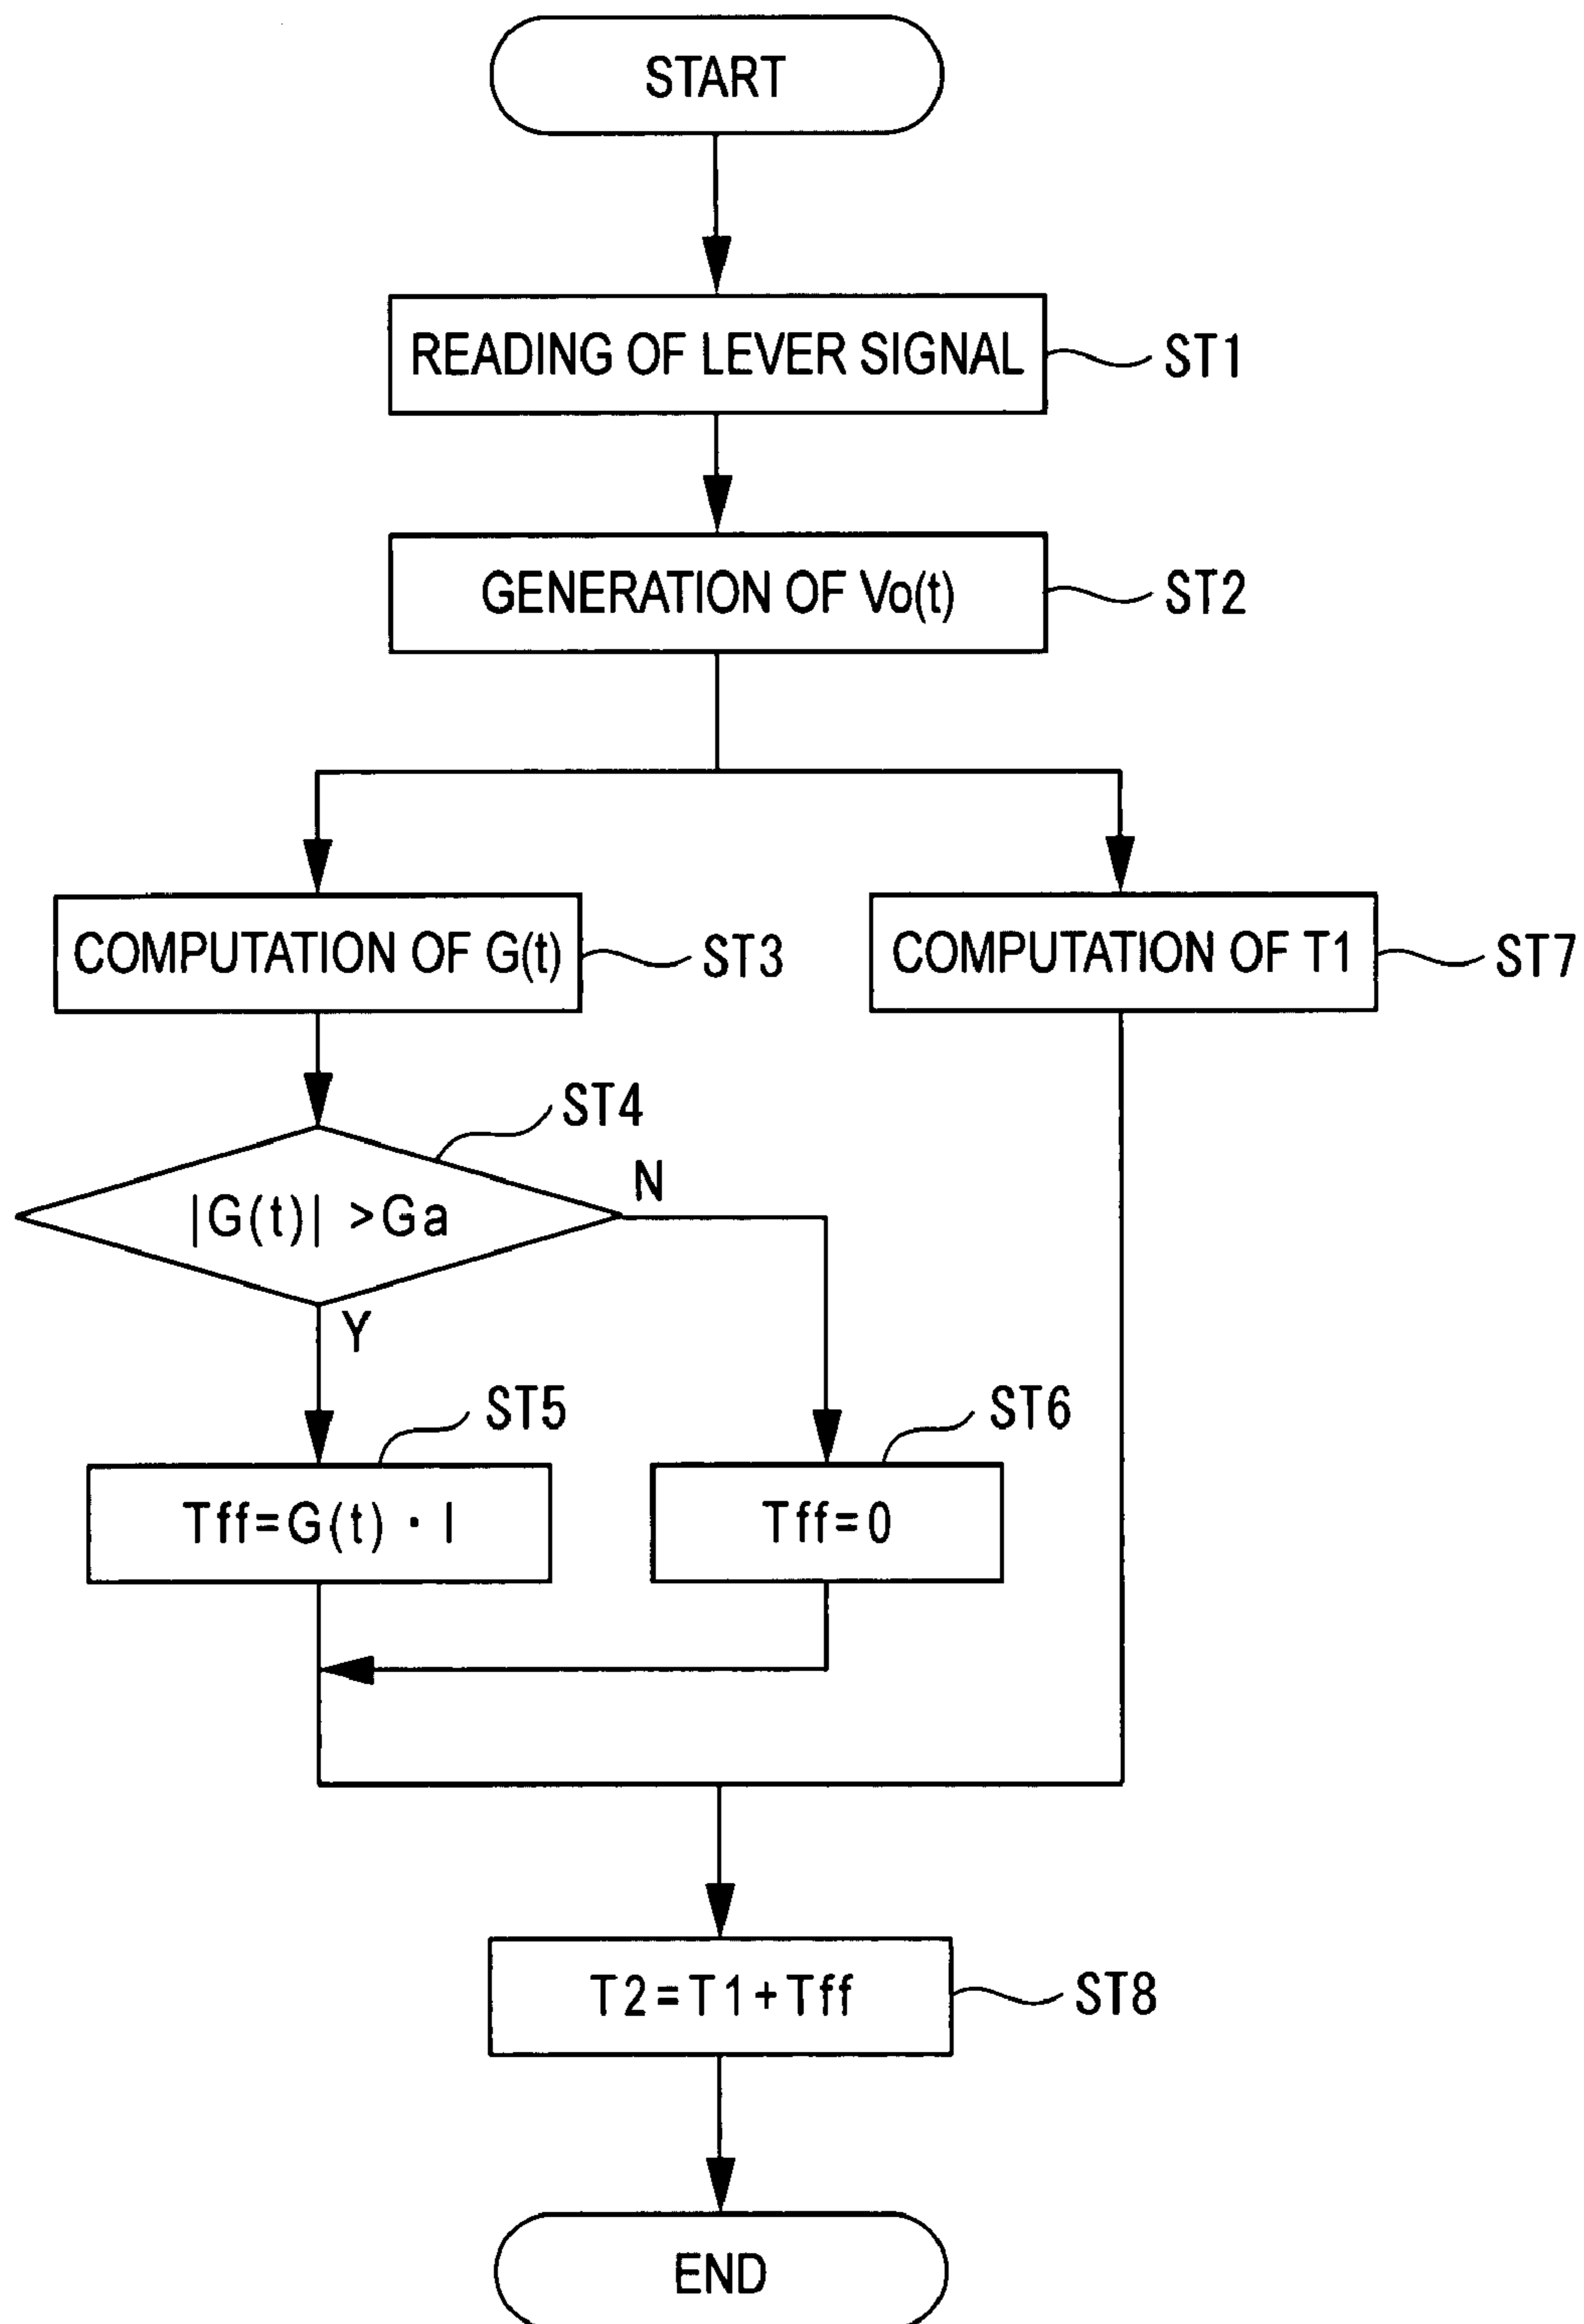 START
READING OF LEVER SIGNAL
ST1
GENERATION OF Vo(t)
ST2
COMPUTATION OF G(t)
ST3
COMPUTATION OF T1
ST7
ST4
|G(t)| >Ga
N
Y
ST5
ST6
Tff=G(t) · I
Tff=0
T2=T1+Tff
ST8
END